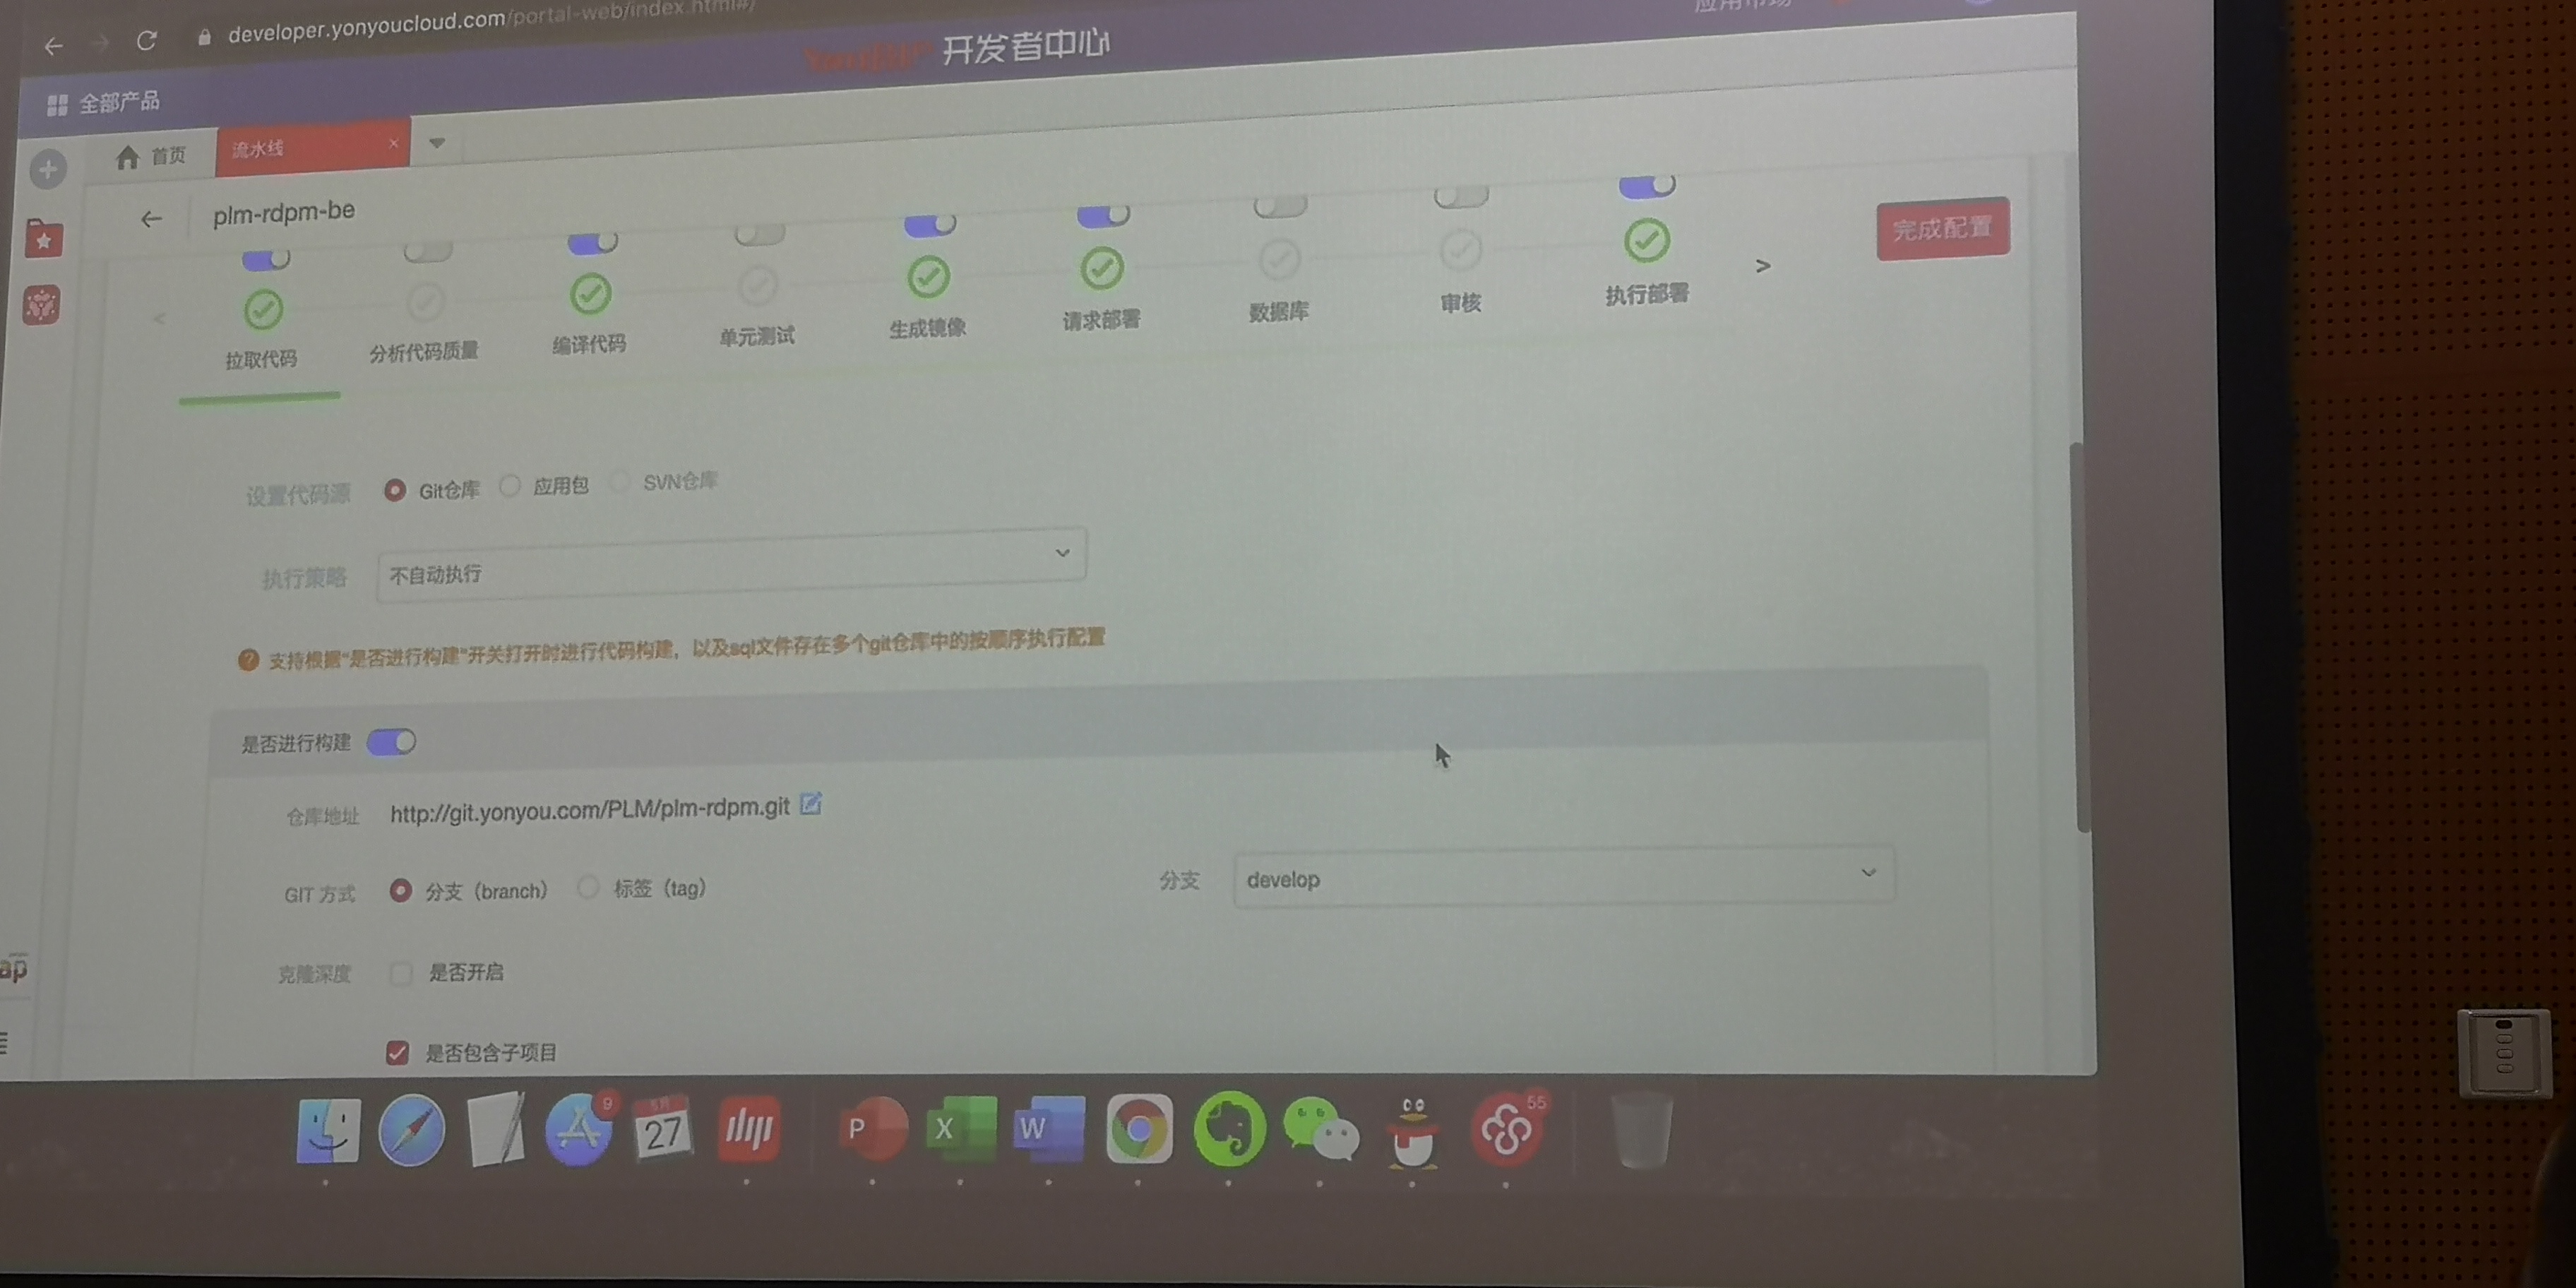 developer.yonyoucloud.com/portal-web/index.html#/
开发者中心
全部产品
首页
流水线
plm-rdpm-be
完成配置
拉取代码
分析代码质量
编译代码
单元测试
生成镜像
请求部署
数据库
审核
执行部署
设置代码源
Git仓库
应用包
SVN仓库
执行策略
不自动执行
支持根据“是否进行构建”开关打开时进行代码构建，以及sql文件存在多个git仓库中的按顺序执行配置
是否进行构建
仓库地址
http://git.yonyou.com/PLM/plm-rdpm.git
GIT 方式
分支（branch）
标签（tag）
分支
develop
克隆深度
是否开启
ap
是否包含子项目
9
27
P
X
W
55